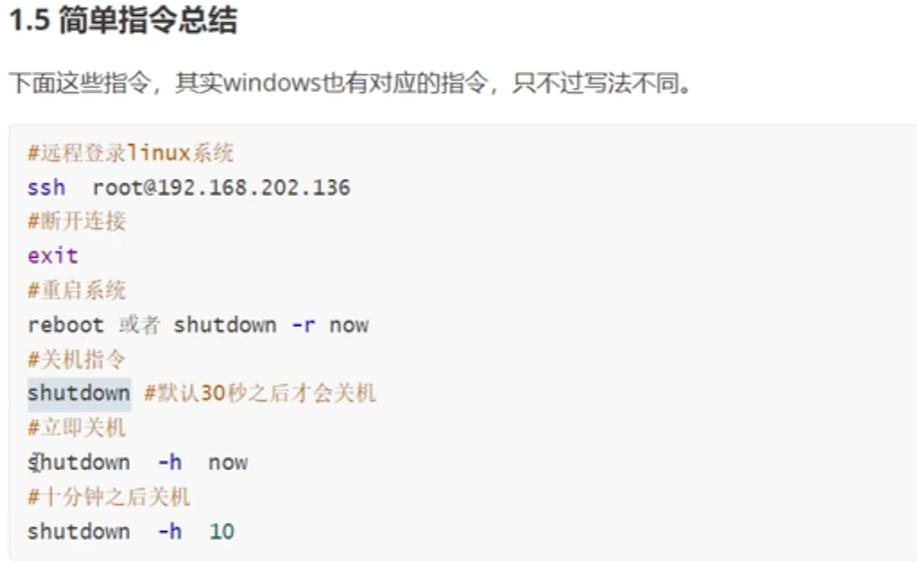 1.5 简单指令总结
下面这些指令，其实windows也有对应的指令，只不过写法不同。
#远程登录linux系统
ssh  root@192.168.202.136
#断开连接
exit
#重启系统
reboot 或者 shutdown -r now
#关机指令
shutdown #默认30秒之后才会关机
#立即关机
shutdown  -h  now
#十分钟之后关机
shutdown  -h  10